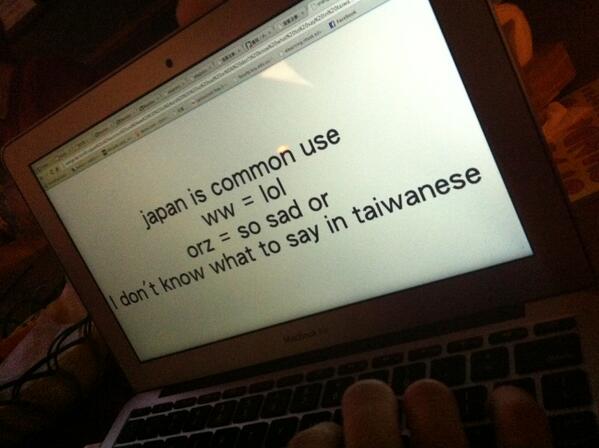 Facebook
japan is common use
ww = lol
orz = so sad or
I don't know what to say in taiwanese
MacBook Air